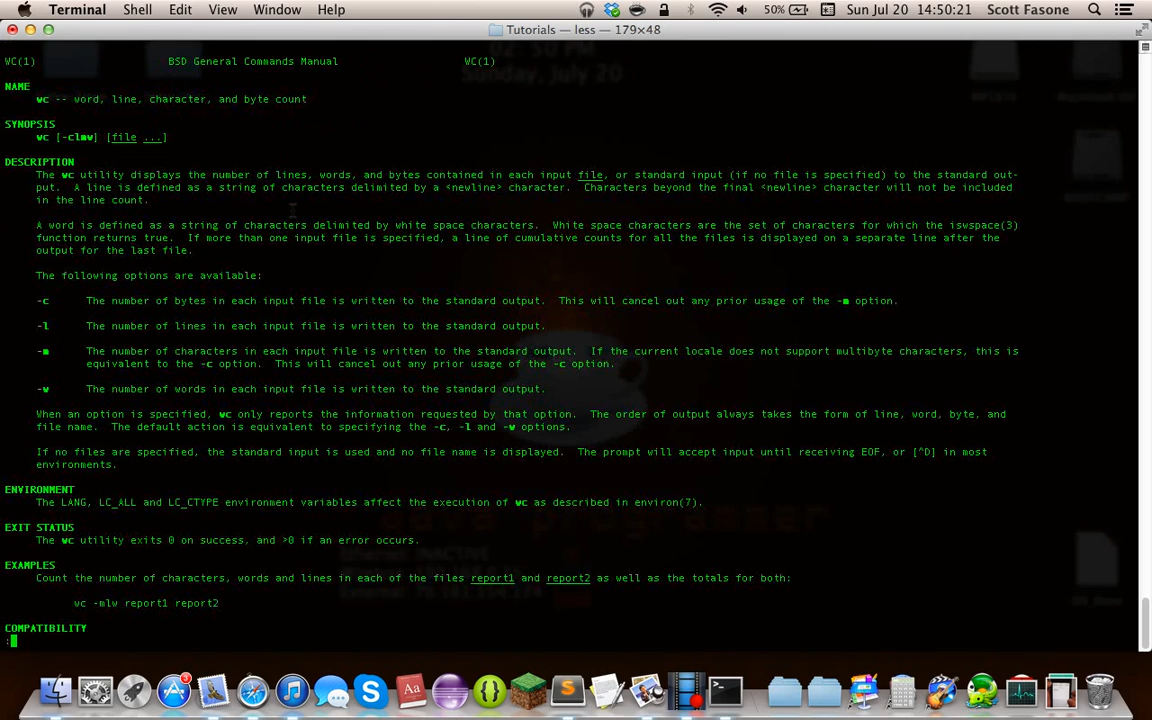 Terminal Shell Edit View Window Help 50% Sun Jul 20 14:50:21 Scott Fasone
Tutorials — less — 179×48
02:50 PM
Sunday, July 20
WC(1) BSD General Commands Manual WC(1)
NAME
wc -- word, line, character, and byte count
SYNOPSIS
wc [-clmw] [file ...]
DESCRIPTION
The wc utility displays the number of lines, words, and bytes contained in each input file, or standard input (if no file is specified) to the standard out-
put. A line is defined as a string of characters delimited by a <newline> character. Characters beyond the final <newline> character will not be included
in the line count.
A word is defined as a string of characters delimited by white space characters. White space characters are the set of characters for which the iswspace(3)
function returns true. If more than one input file is specified, a line of cumulative counts for all the files is displayed on a separate line after the
output for the last file.
The following options are available:
-c The number of bytes in each input file is written to the standard output. This will cancel out any prior usage of the -m option.
-l The number of lines in each input file is written to the standard output.
-m The number of characters in each input file is written to the standard output. If the current locale does not support multibyte characters, this is
equivalent to the -c option. This will cancel out any prior usage of the -c option.
-w The number of words in each input file is written to the standard output.
When an option is specified, wc only reports the information requested by that option. The order of output always takes the form of line, word, byte, and
file name. The default action is equivalent to specifying the -c, -l and -w options.
If no files are specified, the standard input is used and no file name is displayed. The prompt will accept input until receiving EOF, or [^D] in most
environments.
ENVIRONMENT
The LANG, LC_ALL and LC_CTYPE environment variables affect the execution of wc as described in environ(7).
EXIT STATUS
The wc utility exits 0 on success, and >0 if an error occurs.
EXAMPLES
Count the number of characters, words and lines in each of the files report1 and report2 as well as the totals for both:
wc -mlw report1 report2
COMPATIBILITY
:
3